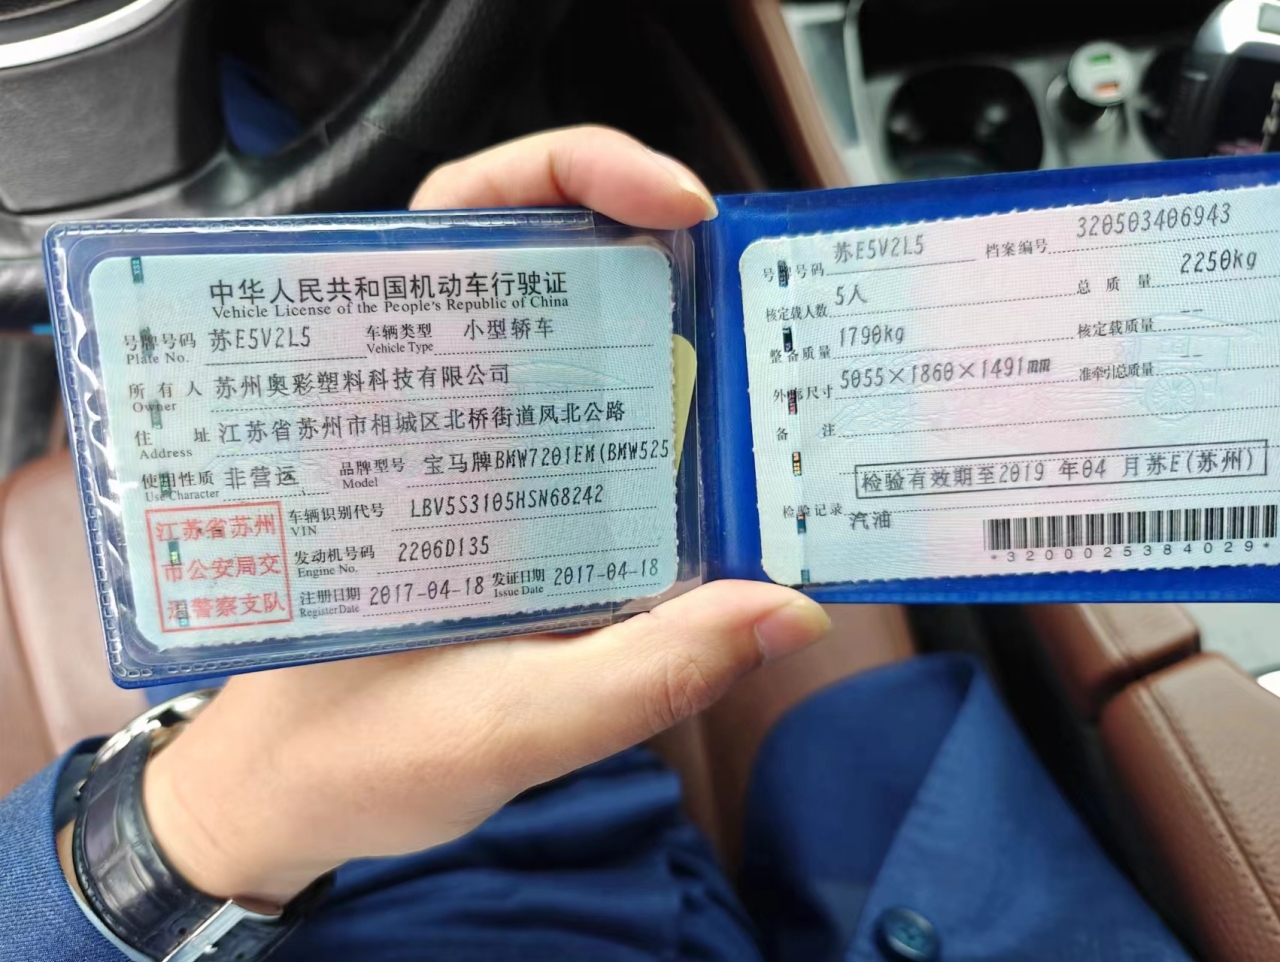 中华人民共和国机动车行驶证
Vehicle License of the People's Republic of China
号牌号码 苏E5V2L5 车辆类型 小型轿车
Plate No. Vehicle Type
所有人 苏州奥彩塑料科技有限公司
Owner
住址 江苏省苏州市相城区北桥街道凤北公路
Address
使用性质 非营运 品牌型号 宝马牌BMW7201EM(BMW525
Use Character Model
江苏省苏州
市公安局交
通警察支队
车辆识别代号 LBV5S3105HSN68242
VIN
发动机号码 2206D135
Engine No.
注册日期 2017-04-18 发证日期 2017-04-18
Register Date Issue Date
号牌号码 苏E5V2L5 档案编号 320503406943
核定载人数 5人 总质量 2250kg
整备质量 1790kg 核定载质量 --
外部尺寸 5055×1860×1491mm 准牵引总质量
备注
检验有效期至2019 年04 月苏E(苏州)
检验记录
汽油
*3200025384029*